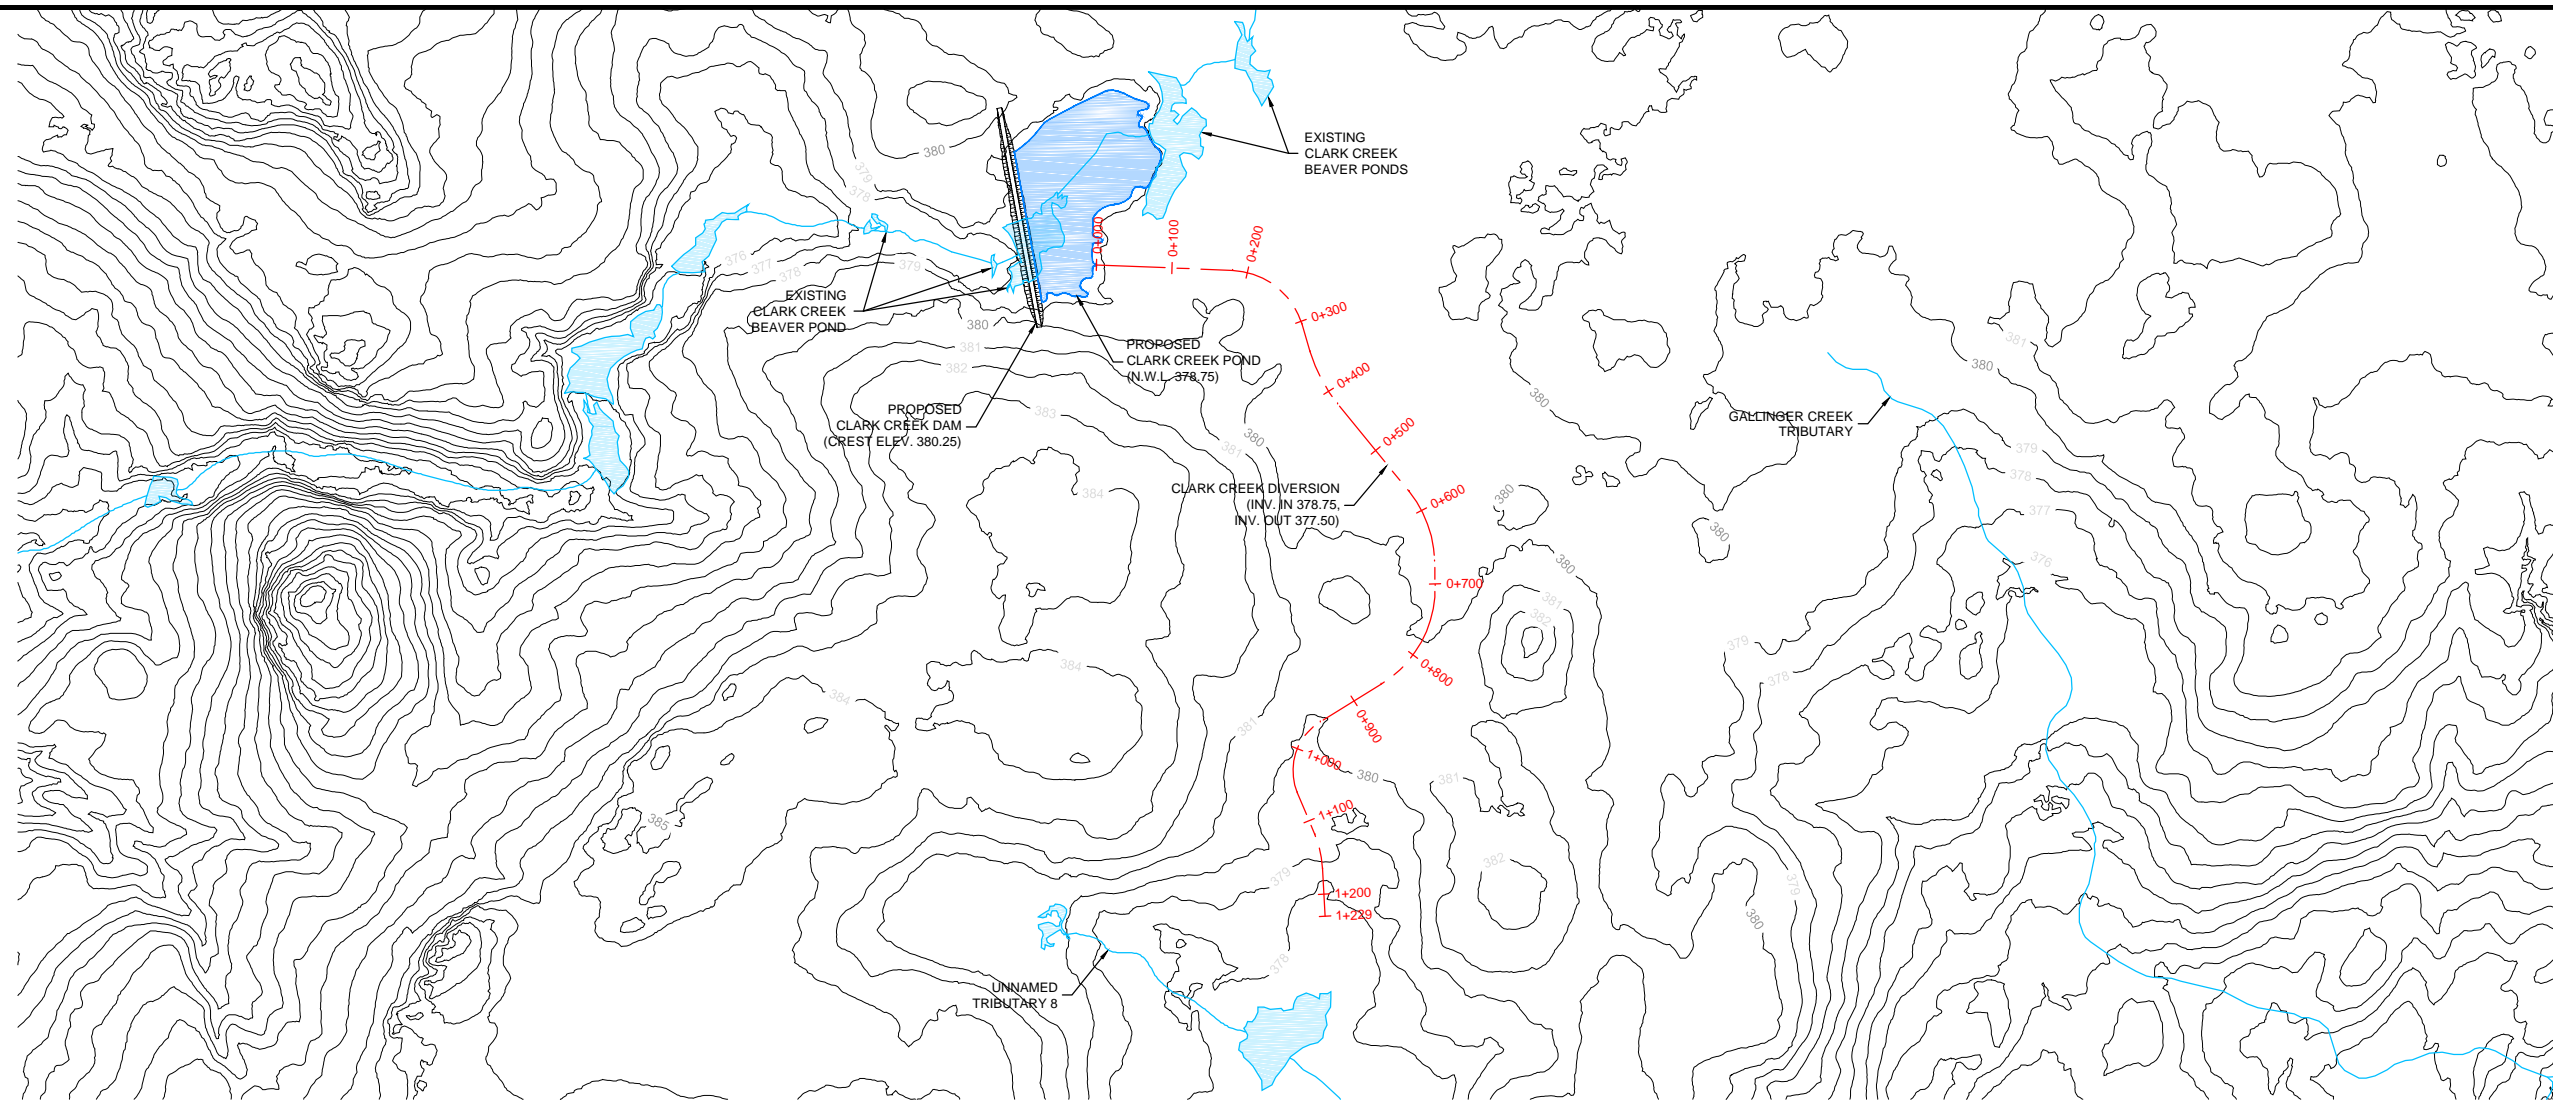 EXISTING
CLARK CREEK
BEAVER PONDS
380
379
378
0+000
0+100
0+200
376
377
378
379
EXISTING
CLARK CREEK
BEAVER POND
380
0+300
381
382
PROPOSED
CLARK CREEK POND
(N.W.L. 378.75)
381
380
0+400
380
383
PROPOSED
CLARK CREEK DAM
(CREST ELEV. 380.25)
GALLINGER CREEK
TRIBUTARY
380
381
0+500
379
378
384
CLARK CREEK DIVERSION
(INV. IN 378.75,
INV. OUT 377.50)
0+600
380
377
380
376
380
0+700
381
382
379
384
0+800
378
384
381
0+900
1+000
380
381
385
1+100
382
379
379
1+200
1+229
380
378
UNNAMED
TRIBUTARY 8